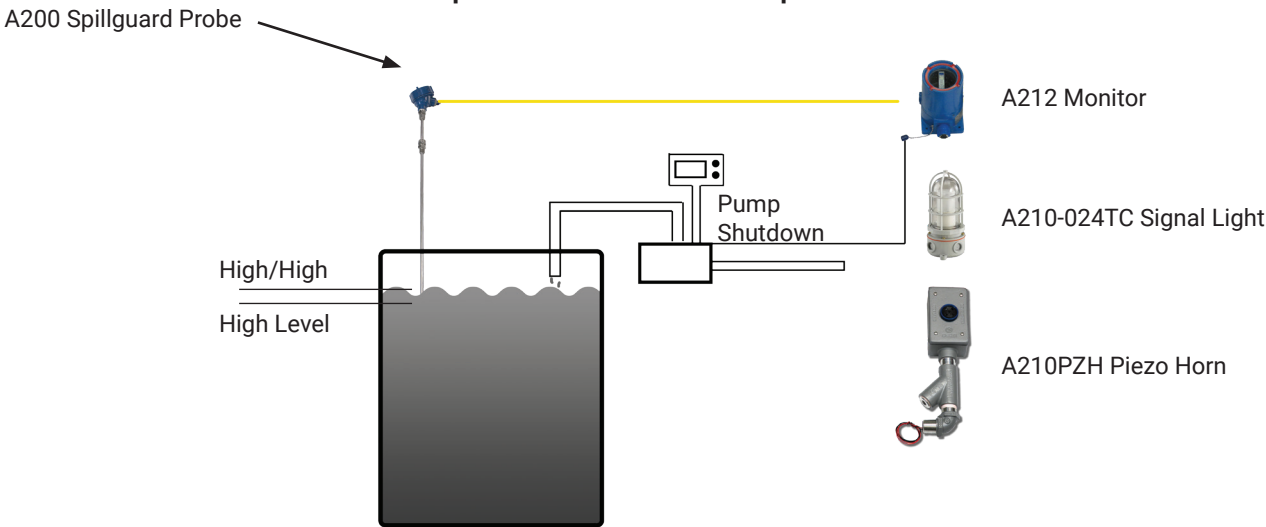 A200 Spillguard Probe
A212 Monitor
Pump
Shutdown
A210-024TC Signal Light
High/High
High Level
A210PZH Piezo Horn